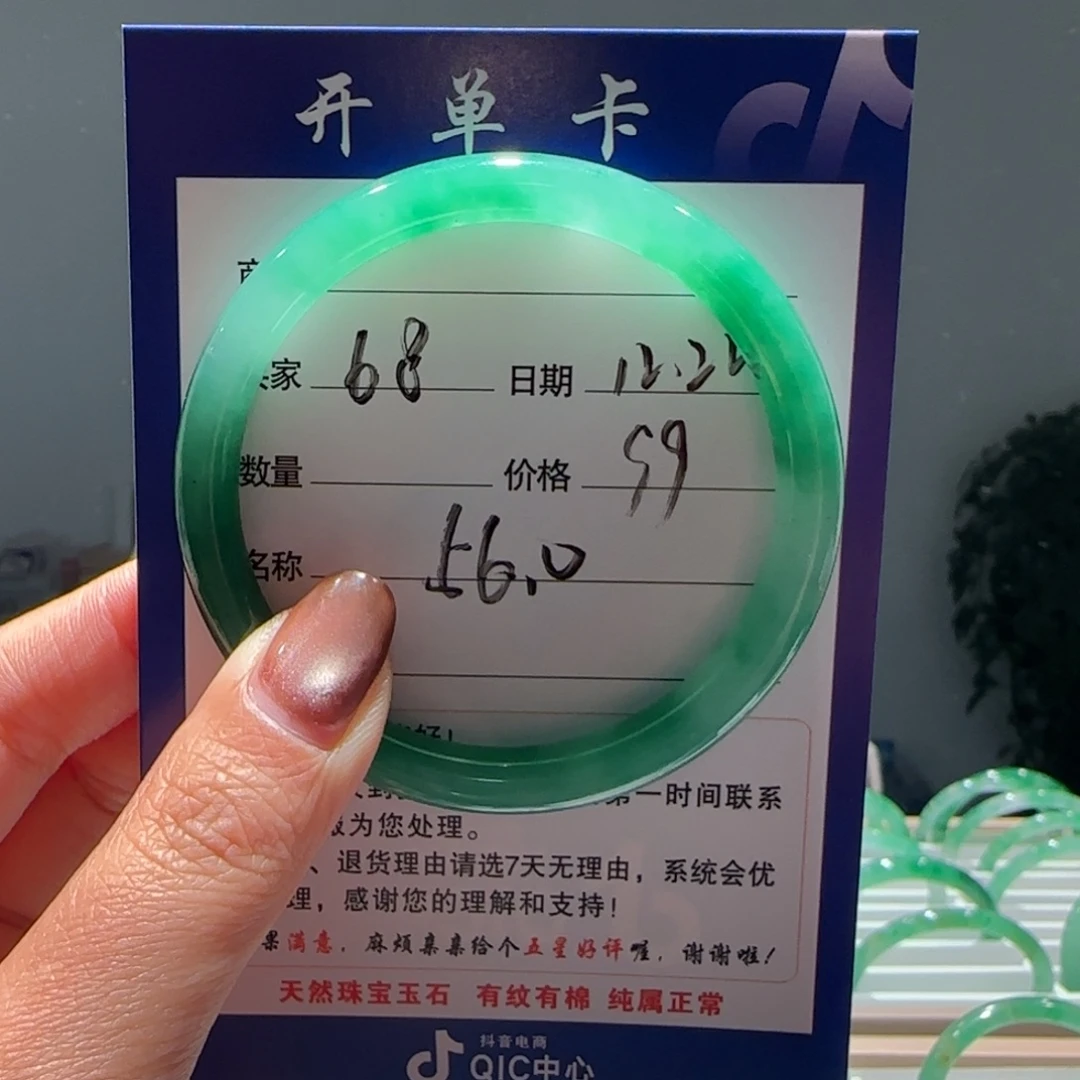 开单卡
家 68 日期 12.22
数量 价格 59
名称 56.0
好!
第一时间联系
为您处理。
、退货理由请选7天无理由，系统会优
理，感谢您的理解和支持!
果满意，麻烦亲亲给个五星好评喔，谢谢啦!
天然珠宝玉石 有纹有棉 纯属正常
抖音电商
QIC中心